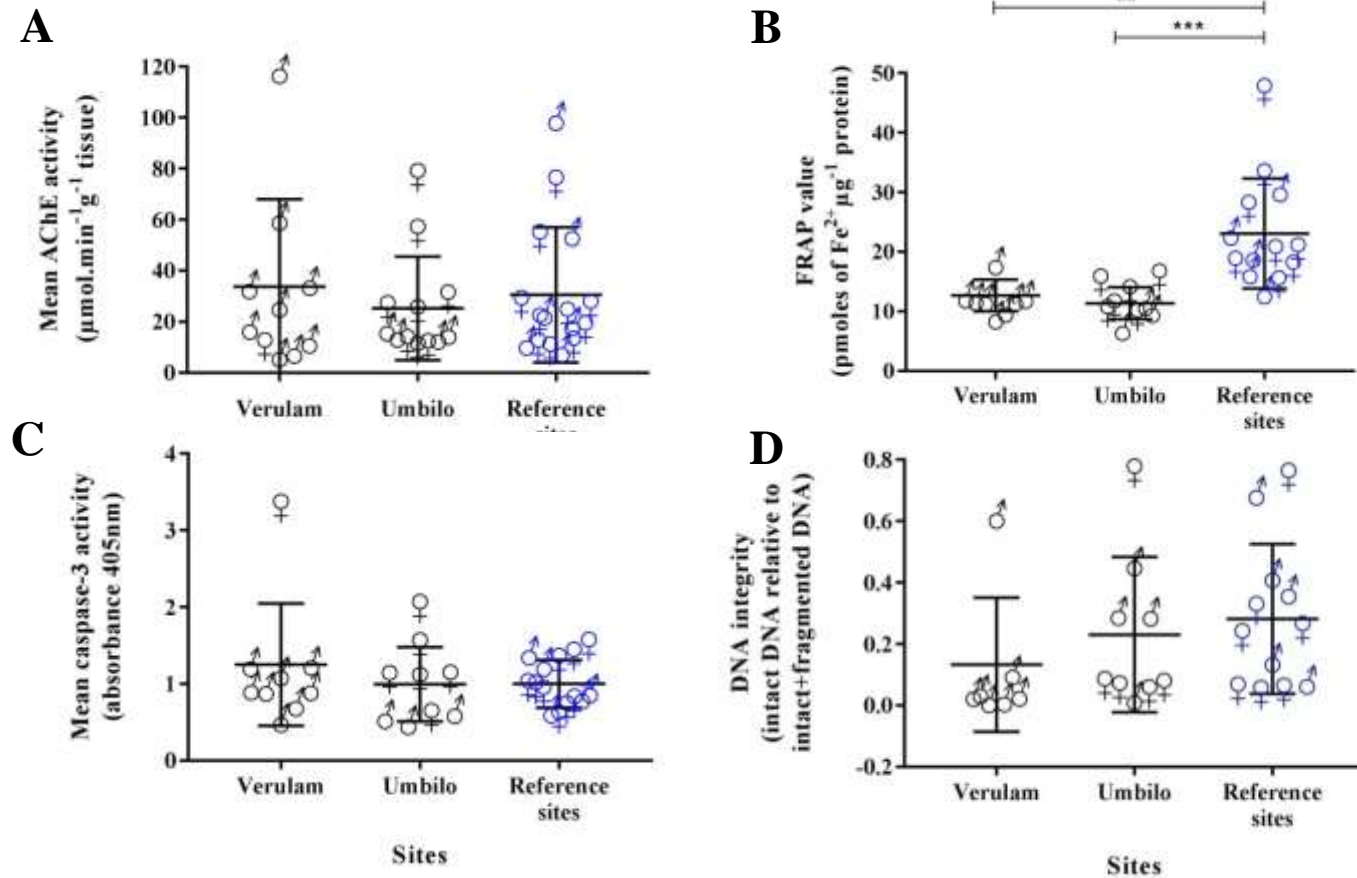 A
Mean AChE activity
(µmol.min⁻¹g⁻¹ tissue)
120
100
80
60
40
20
0
Verulam
Umbilo
Reference
B
***
FRAP value
(pmoles of Fe²⁺ µg⁻¹ protein)
50
40
30
20
10
0
Verulam
Umbilo
Reference
sites
C
Mean caspase-3 activity
(absorbance 405nm)
4
3
2
1
0
Verulam
Umbilo
Reference
sites
Sites
D
DNA integrity
(intact DNA relative to
intact+fragmented DNA)
0.8
0.6
0.4
0.2
0.0
-0.2
Verulam
Umbilo
Reference
sites
Sites